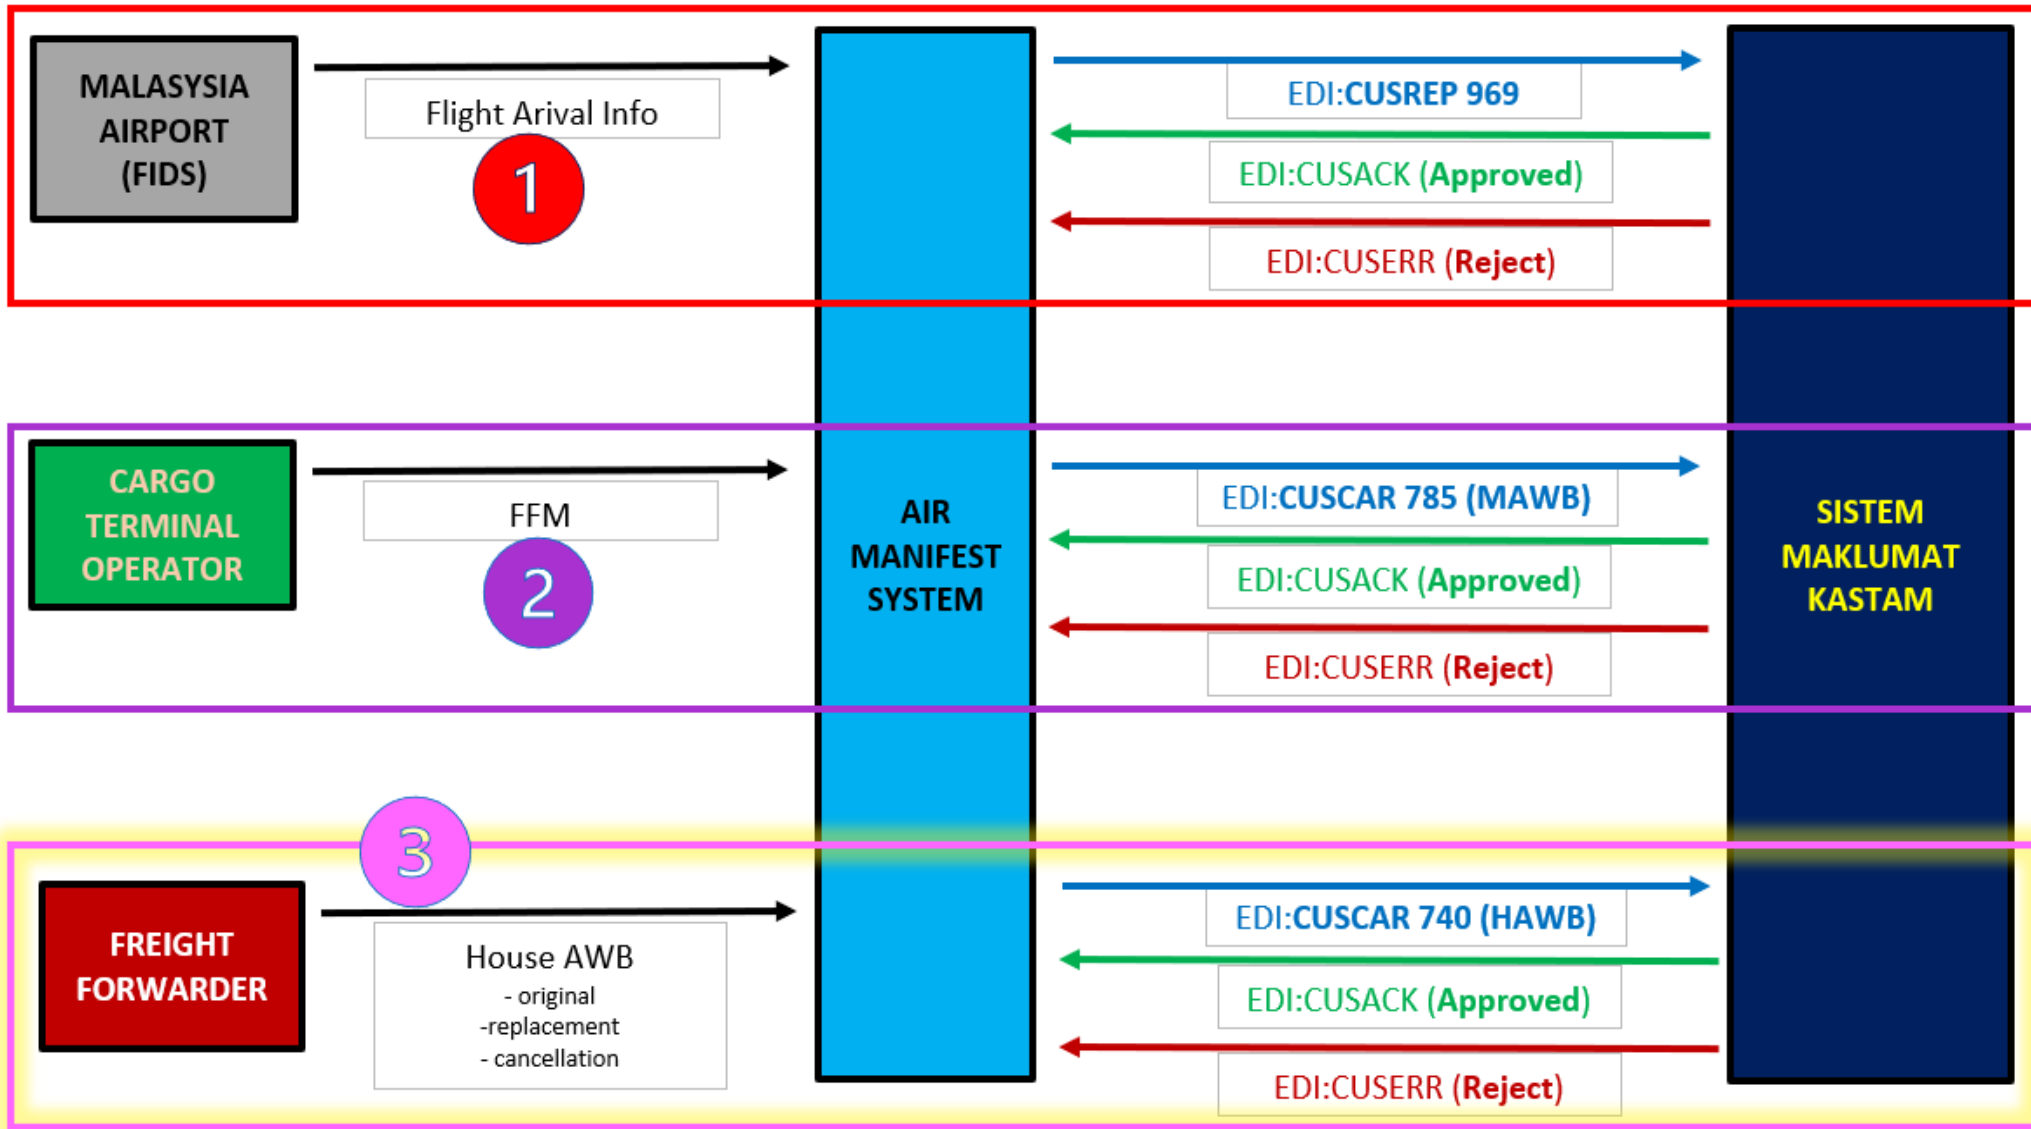 MALASYSIA
AIRPORT
(FIDS)
Flight Arival Info
1
EDI:CUSREP 969
EDI:CUSACK (Approved)
EDI:CUSERR (Reject)
CARGO
TERMINAL
OPERATOR
FFM
2
AIR
MANIFEST
SYSTEM
EDI:CUSCAR 785 (MAWB)
EDI:CUSACK (Approved)
EDI:CUSERR (Reject)
SISTEM
MAKLUMAT
KASTAM
3
FREIGHT
FORWARDER
House AWB
- original
-replacement
- cancellation
EDI:CUSCAR 740 (HAWB)
EDI:CUSACK (Approved)
EDI:CUSERR (Reject)